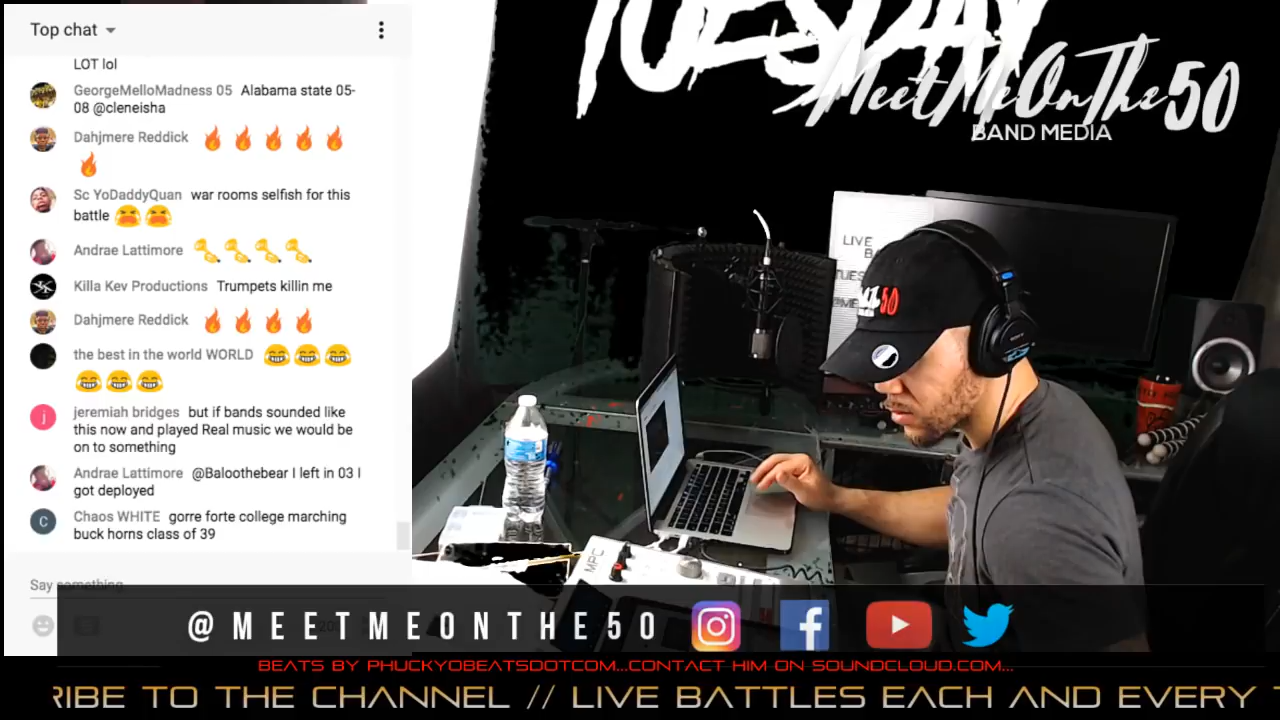 Top chat
LOT lol
GeorgeMelloMadness 05 Alabama state 05-
08 @cleneisha
Dahjmere Reddick
Sc YoDaddyQuan war rooms selfish for this
battle
Andrae Lattimore
Killa Kev Productions Trumpets killin me
Dahjmere Reddick
the best in the world WORLD
j
jeremiah bridges but if bands sounded like
this now and played Real music we would be
on to something
Andrae Lattimore @Baloothebear I left in 03 I
got deployed
C
Chaos WHITE gorre forte college marching
buck horns class of 39
Say something
TUESDAY
MeetMeOnThe50
BAND MEDIA
LIVE
50
MPC
@MEETMEONTHE50
BEATS BY PHUCKYOBEATSDOTCOM...CONTACT HIM ON SOUNDCLOUD.COM...
RIBE TO THE CHANNEL // LIVE BATTLES EACH AND EVERY